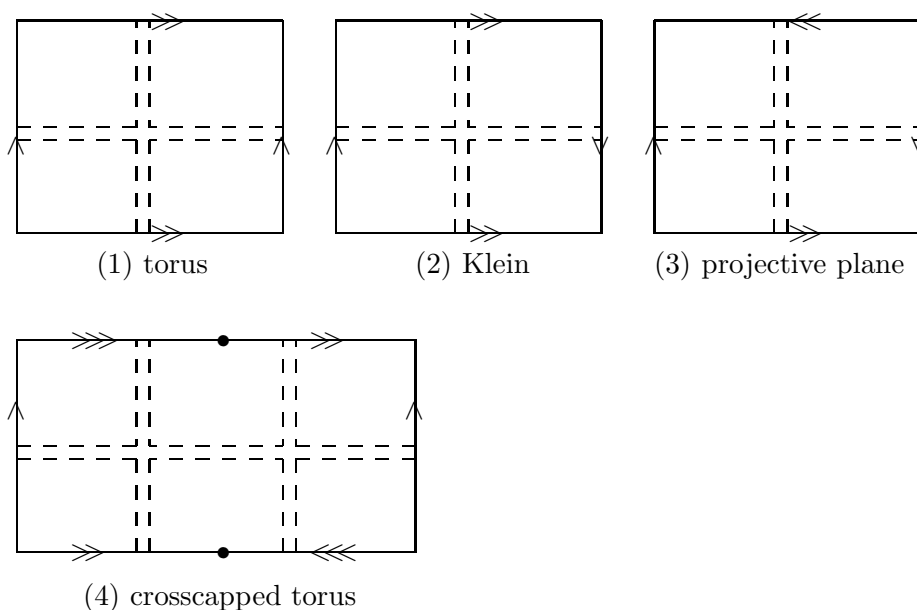 (1) torus
(2) Klein
(3) projective plane
(4) crosscapped torus